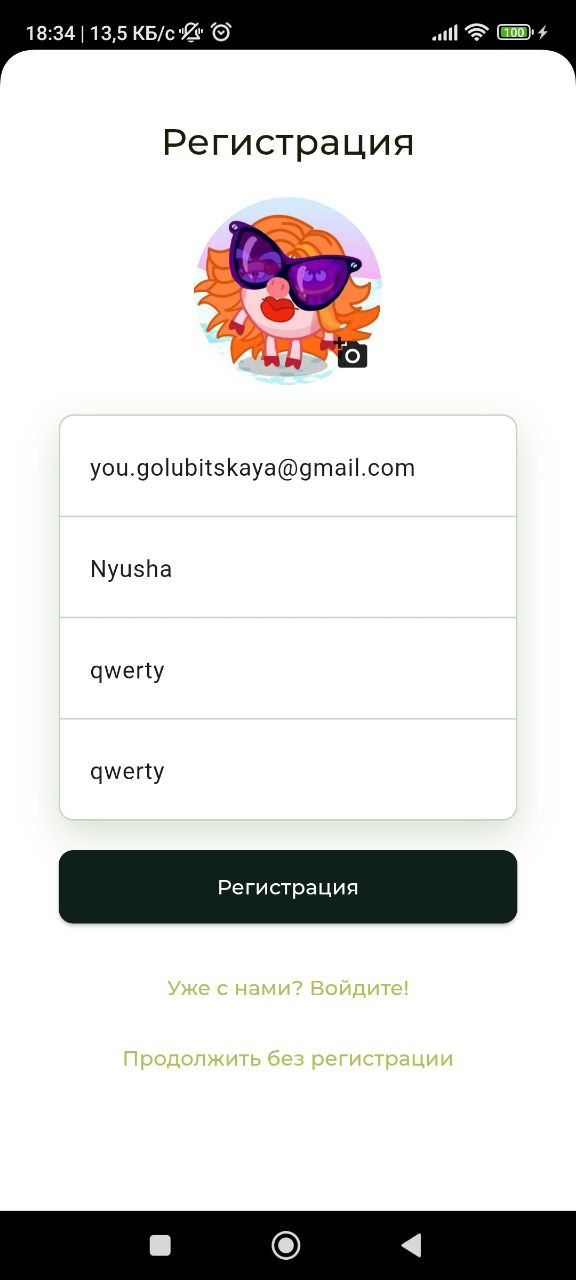 18:34 | 13,5 КБ/с
100
Регистрация
you.golubitskaya@gmail.com
Nyusha
qwerty
qwerty
Регистрация
Уже с нами? Войдите!
Продолжить без регистрации